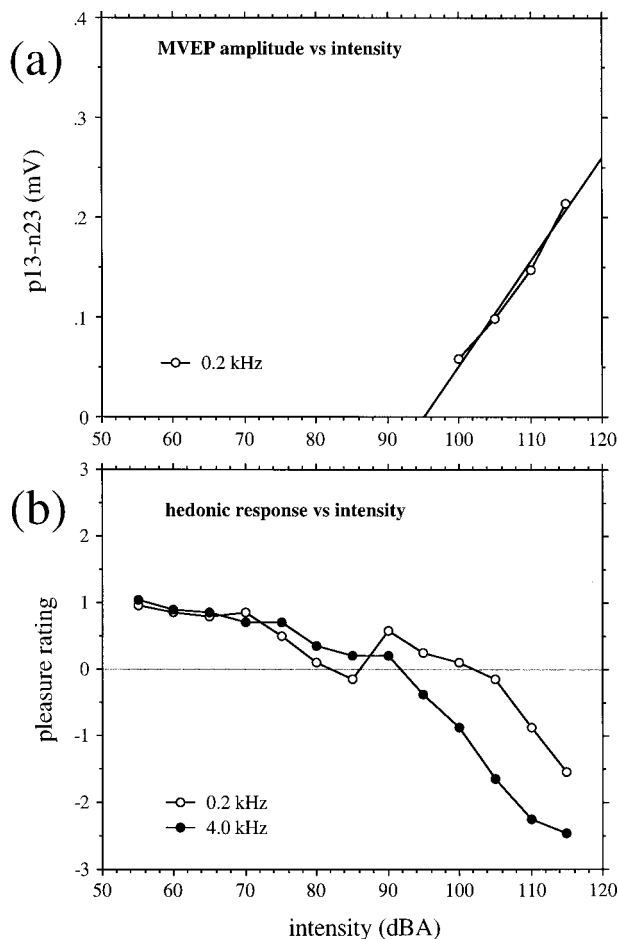 (a)
MVEP amplitude vs intensity
p13-n23 (mV)
.4
.3
.2
.1
0
0.2 kHz
50 60 70 80 90 100 110 120
(b)
hedonic response vs intensity
pleasure rating
3
2
1
0
-1
-2
-3
0.2 kHz
4.0 kHz
50 60 70 80 90 100 110 120
intensity (dBA)